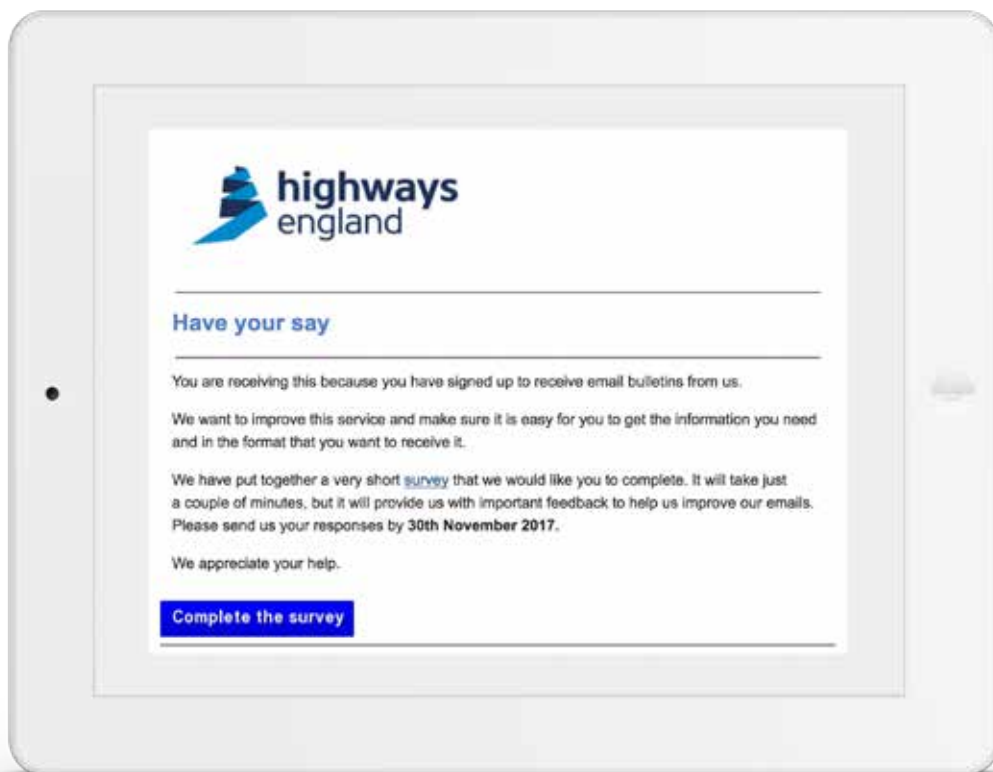 highways
england
Have your say
You are receiving this because you have signed up to receive email bulletins from us.
We want to improve this service and make sure it is easy for you to get the information you need
and in the format that you want to receive it.
We have put together a very short survey that we would like you to complete. It will take just
a couple of minutes, but it will provide us with important feedback to help us improve our emails.
Please send us your responses by 30th November 2017.
We appreciate your help.
Complete the survey